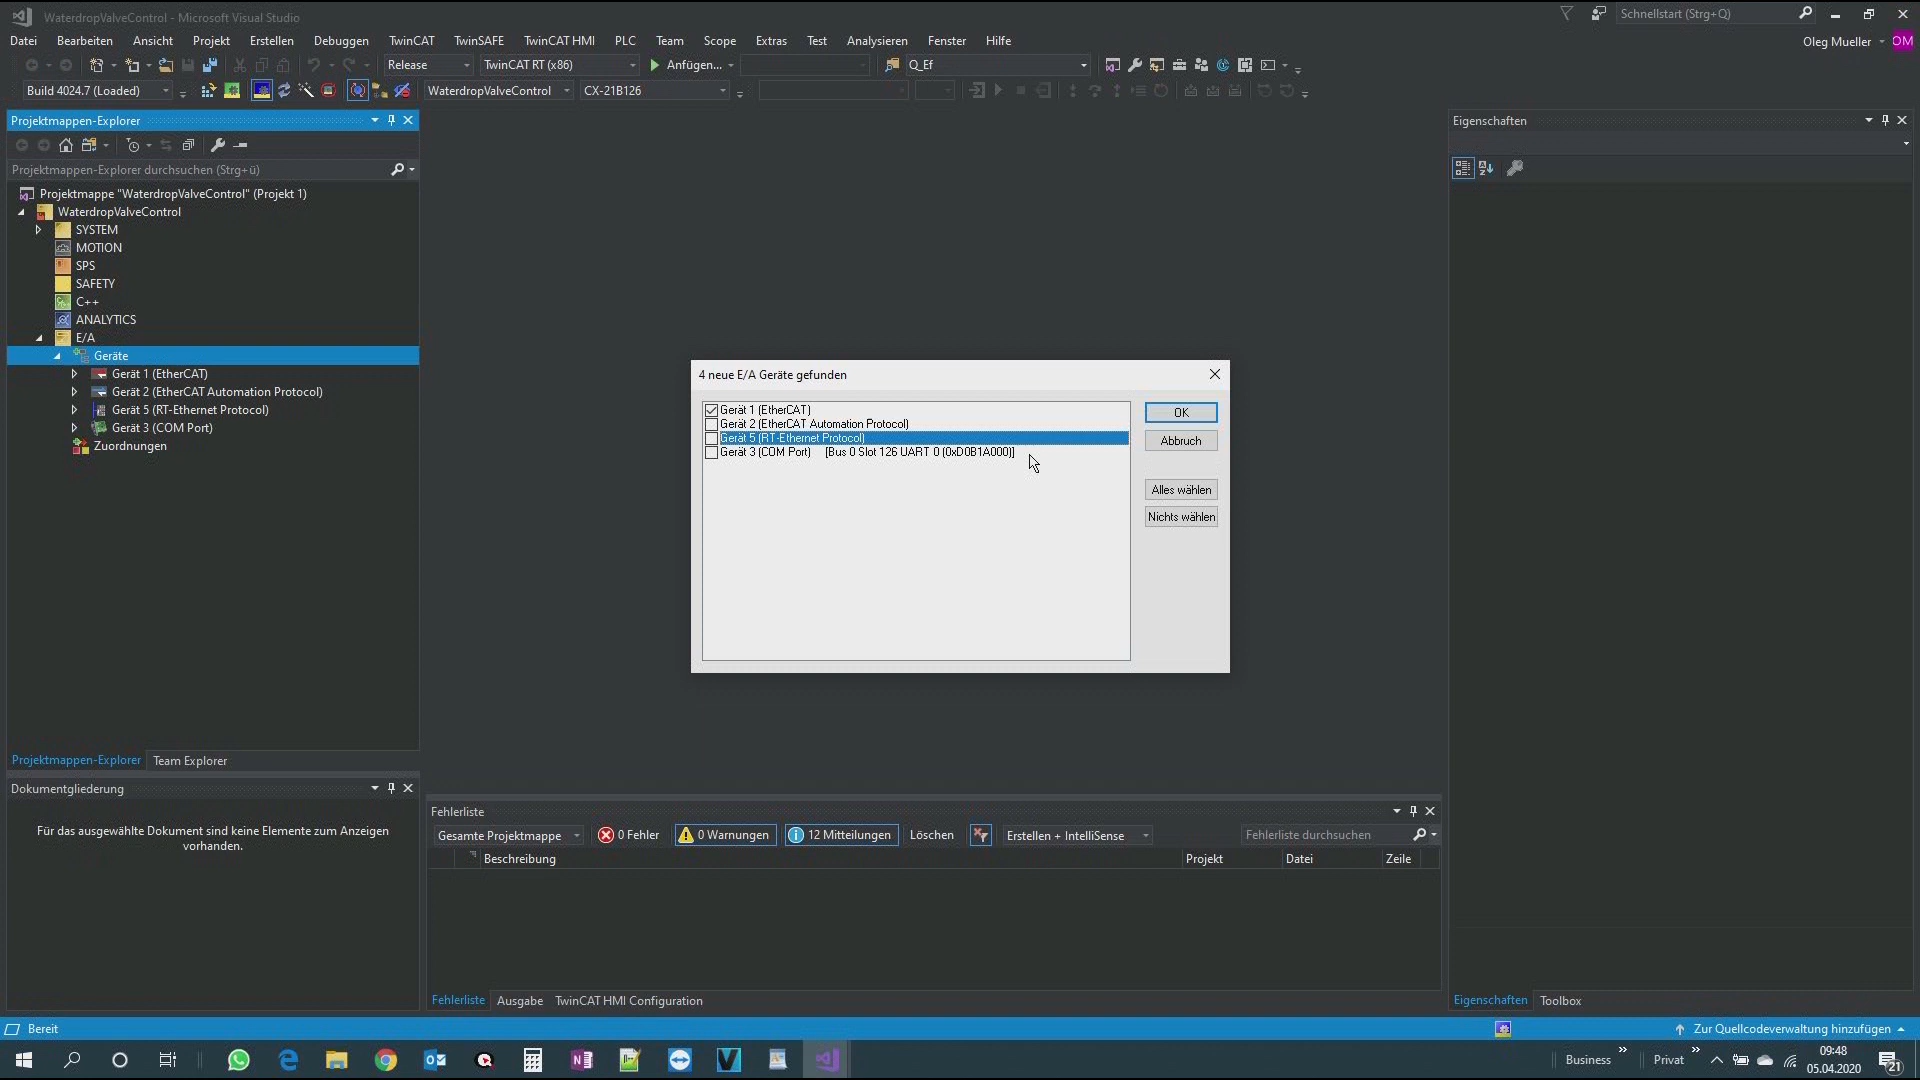 WaterdropValveControl - Microsoft Visual Studio
Schnellstart (Strg+Q)
Datei Bearbeiten Ansicht Projekt Erstellen Debuggen TwinCAT TwinSAFE TwinCAT HMI PLC Team Scope Extras Test Analysieren Fenster Hilfe
Oleg Mueller OM
Release TwinCAT RT (x86) Anfügen... Q_Ef
Build 4024.7 (Loaded) WaterdropValveControl CX-21B126
Projektmappen-Explorer
Projektmappen-Explorer durchsuchen (Strg+ü)
Projektmappe "WaterdropValveControl" (Projekt 1)
WaterdropValveControl
SYSTEM
MOTION
SPS
SAFETY
C++
ANALYTICS
E/A
Geräte
Gerät 1 (EtherCAT)
Gerät 2 (EtherCAT Automation Protocol)
Gerät 5 (RT-Ethernet Protocol)
Gerät 3 (COM Port)
Zuordnungen
Projektmappen-Explorer Team Explorer
Dokumentgliederung
Für das ausgewählte Dokument sind keine Elemente zum Anzeigen
vorhanden.
4 neue E/A Geräte gefunden
Gerät 1 (EtherCAT)
Gerät 2 (EtherCAT Automation Protocol)
Gerät 5 (RT-Ethernet Protocol)
Gerät 3 (COM Port) [Bus 0 Slot 126 UART 0 (0xD0B1A000)]
OK
Abbruch
Alles wählen
Nichts wählen
Fehlerliste
Gesamte Projektmappe 0 Fehler 0 Warnungen 12 Mitteilungen Löschen Erstellen + IntelliSense Fehlerliste durchsuchen
Beschreibung Projekt Datei Zeile
Fehlerliste Ausgabe TwinCAT HMI Configuration
Eigenschaften
Eigenschaften Toolbox
Bereit
Zur Quellcodeverwaltung hinzufügen
Business Privat
09:48
05.04.2020
21